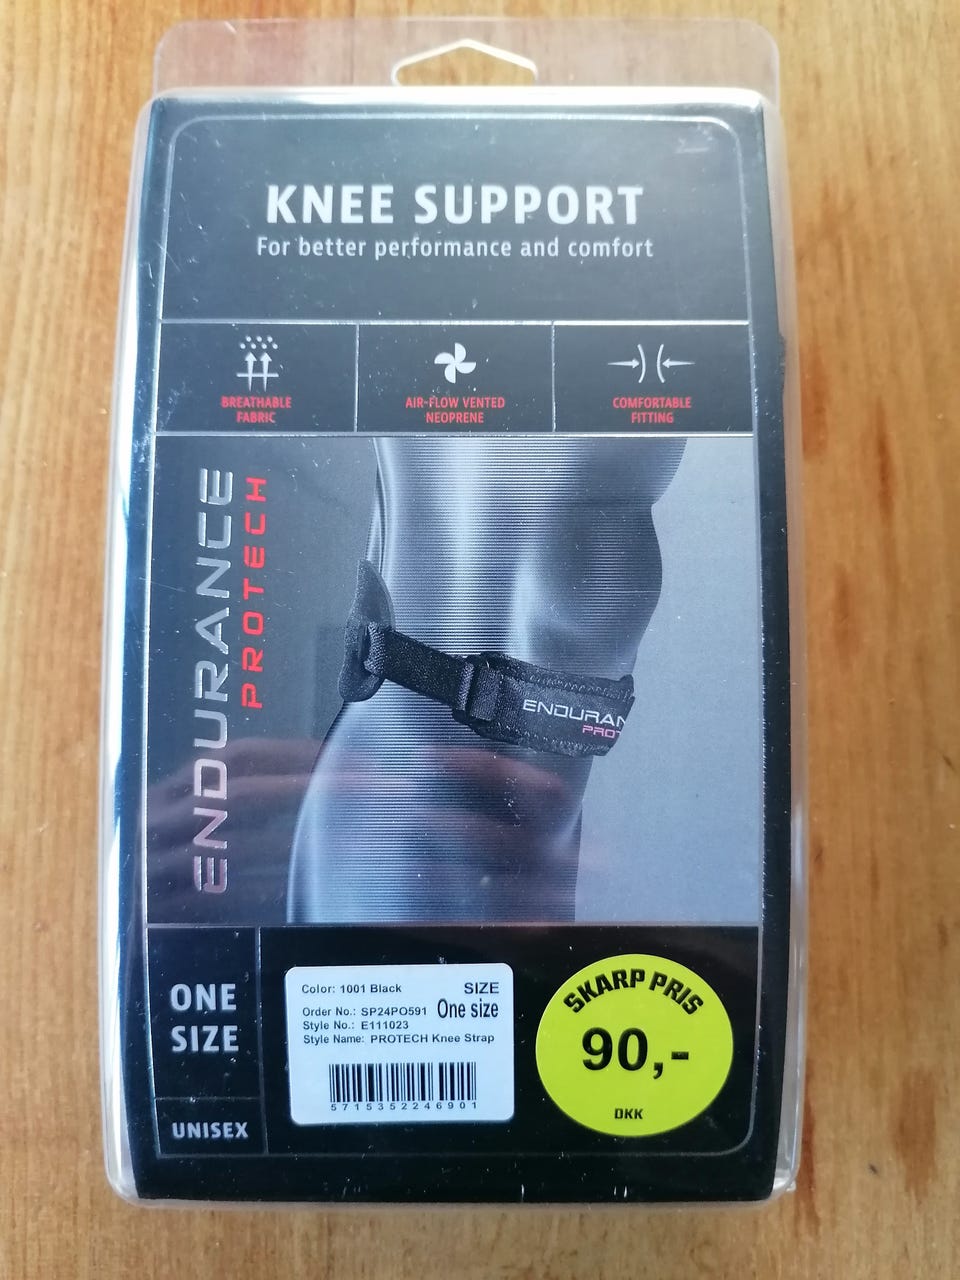 KNEE SUPPORT
For better performance and comfort
BREATHABLE
FABRIC
AIR-FLOW VENTED
NEOPRENE
COMFORTABLE
FITTING
ENDURANCE
PROTECH
ENDURAN
PROT
ONE
SIZE
UNISEX
Color: 1001 Black
SIZE
Order No.: SP24PO591
One size
Style No.: E111023
Style Name: PROTECH Knee Strap
5715352246901
SKARP PRIS
90,-
DKK